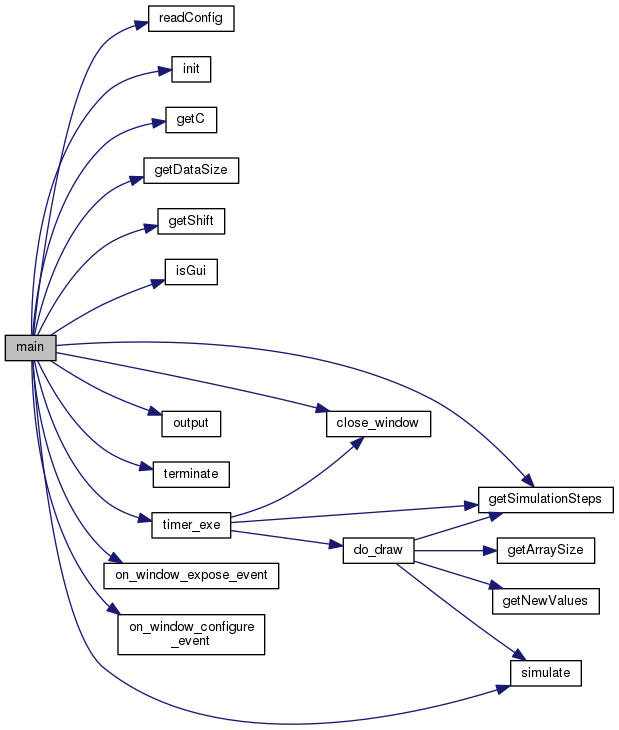 readConfig
init
getC
getDataSize
getShift
isGui
main
output
close_window
terminate
getSimulationSteps
timer_exe
do_draw
getArraySize
on_window_expose_event
getNewValues
on_window_configure
_event
simulate